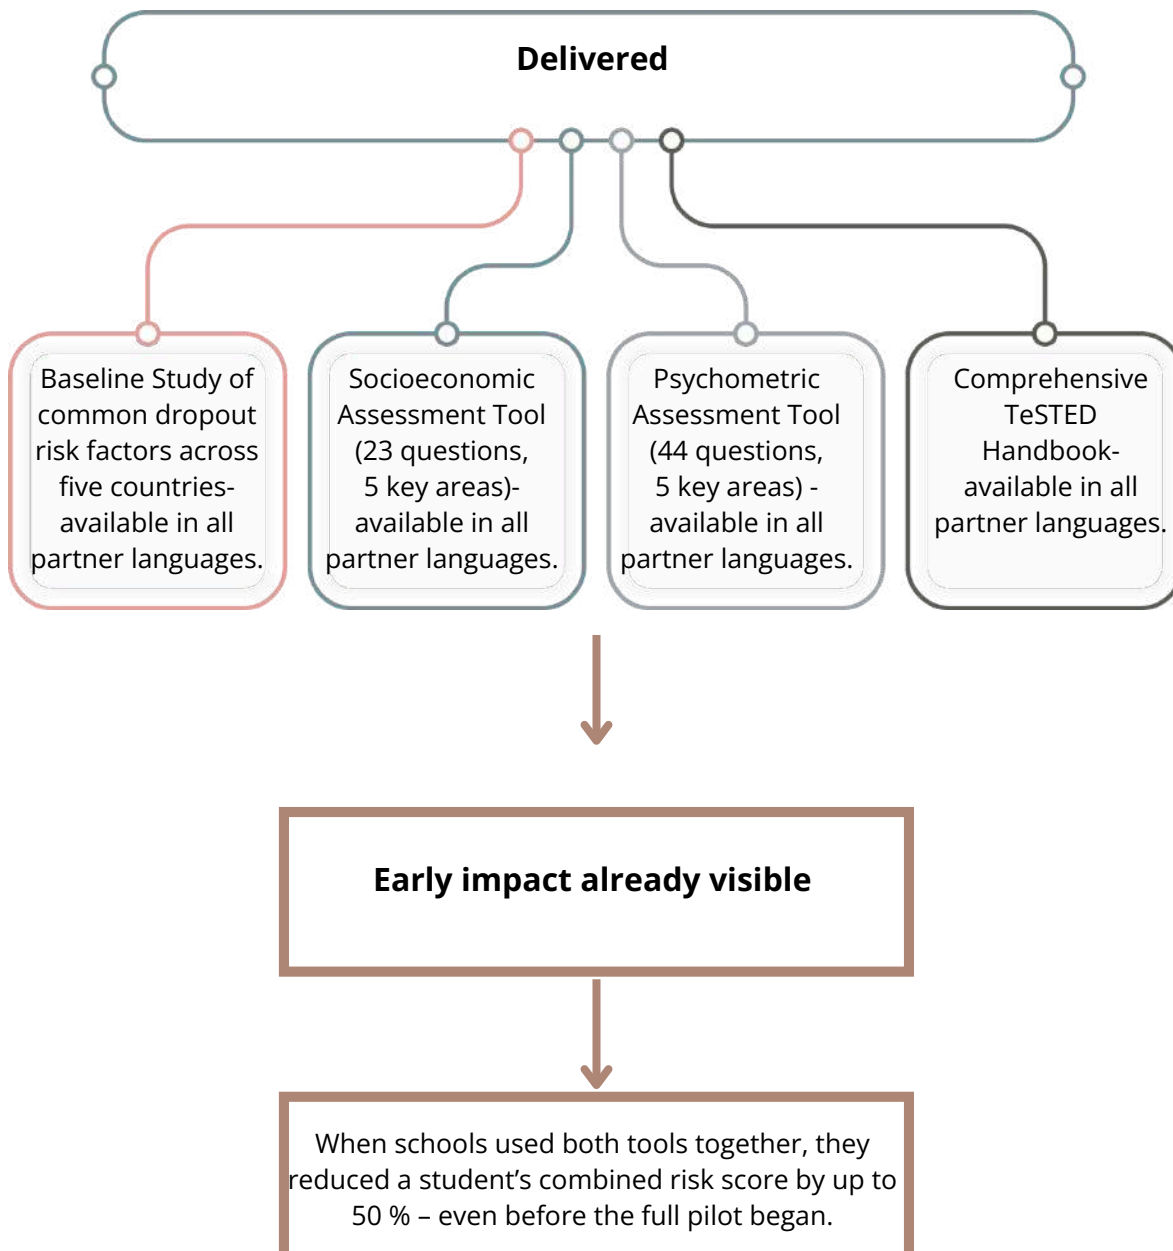 Delivered
Baseline Study of
common dropout
risk factors across
five countries-
available in all
partner languages.
Socioeconomic
Assessment Tool
(23 questions,
5 key areas)-
available in all
partner languages.
Psychometric
Assessment Tool
(44 questions,
5 key areas) -
available in all
partner languages.
Comprehensive
TeSTED
Handbook-
available in all
partner languages.
Early impact already visible
When schools used both tools together, they
reduced a student’s combined risk score by up to
50 % – even before the full pilot began.